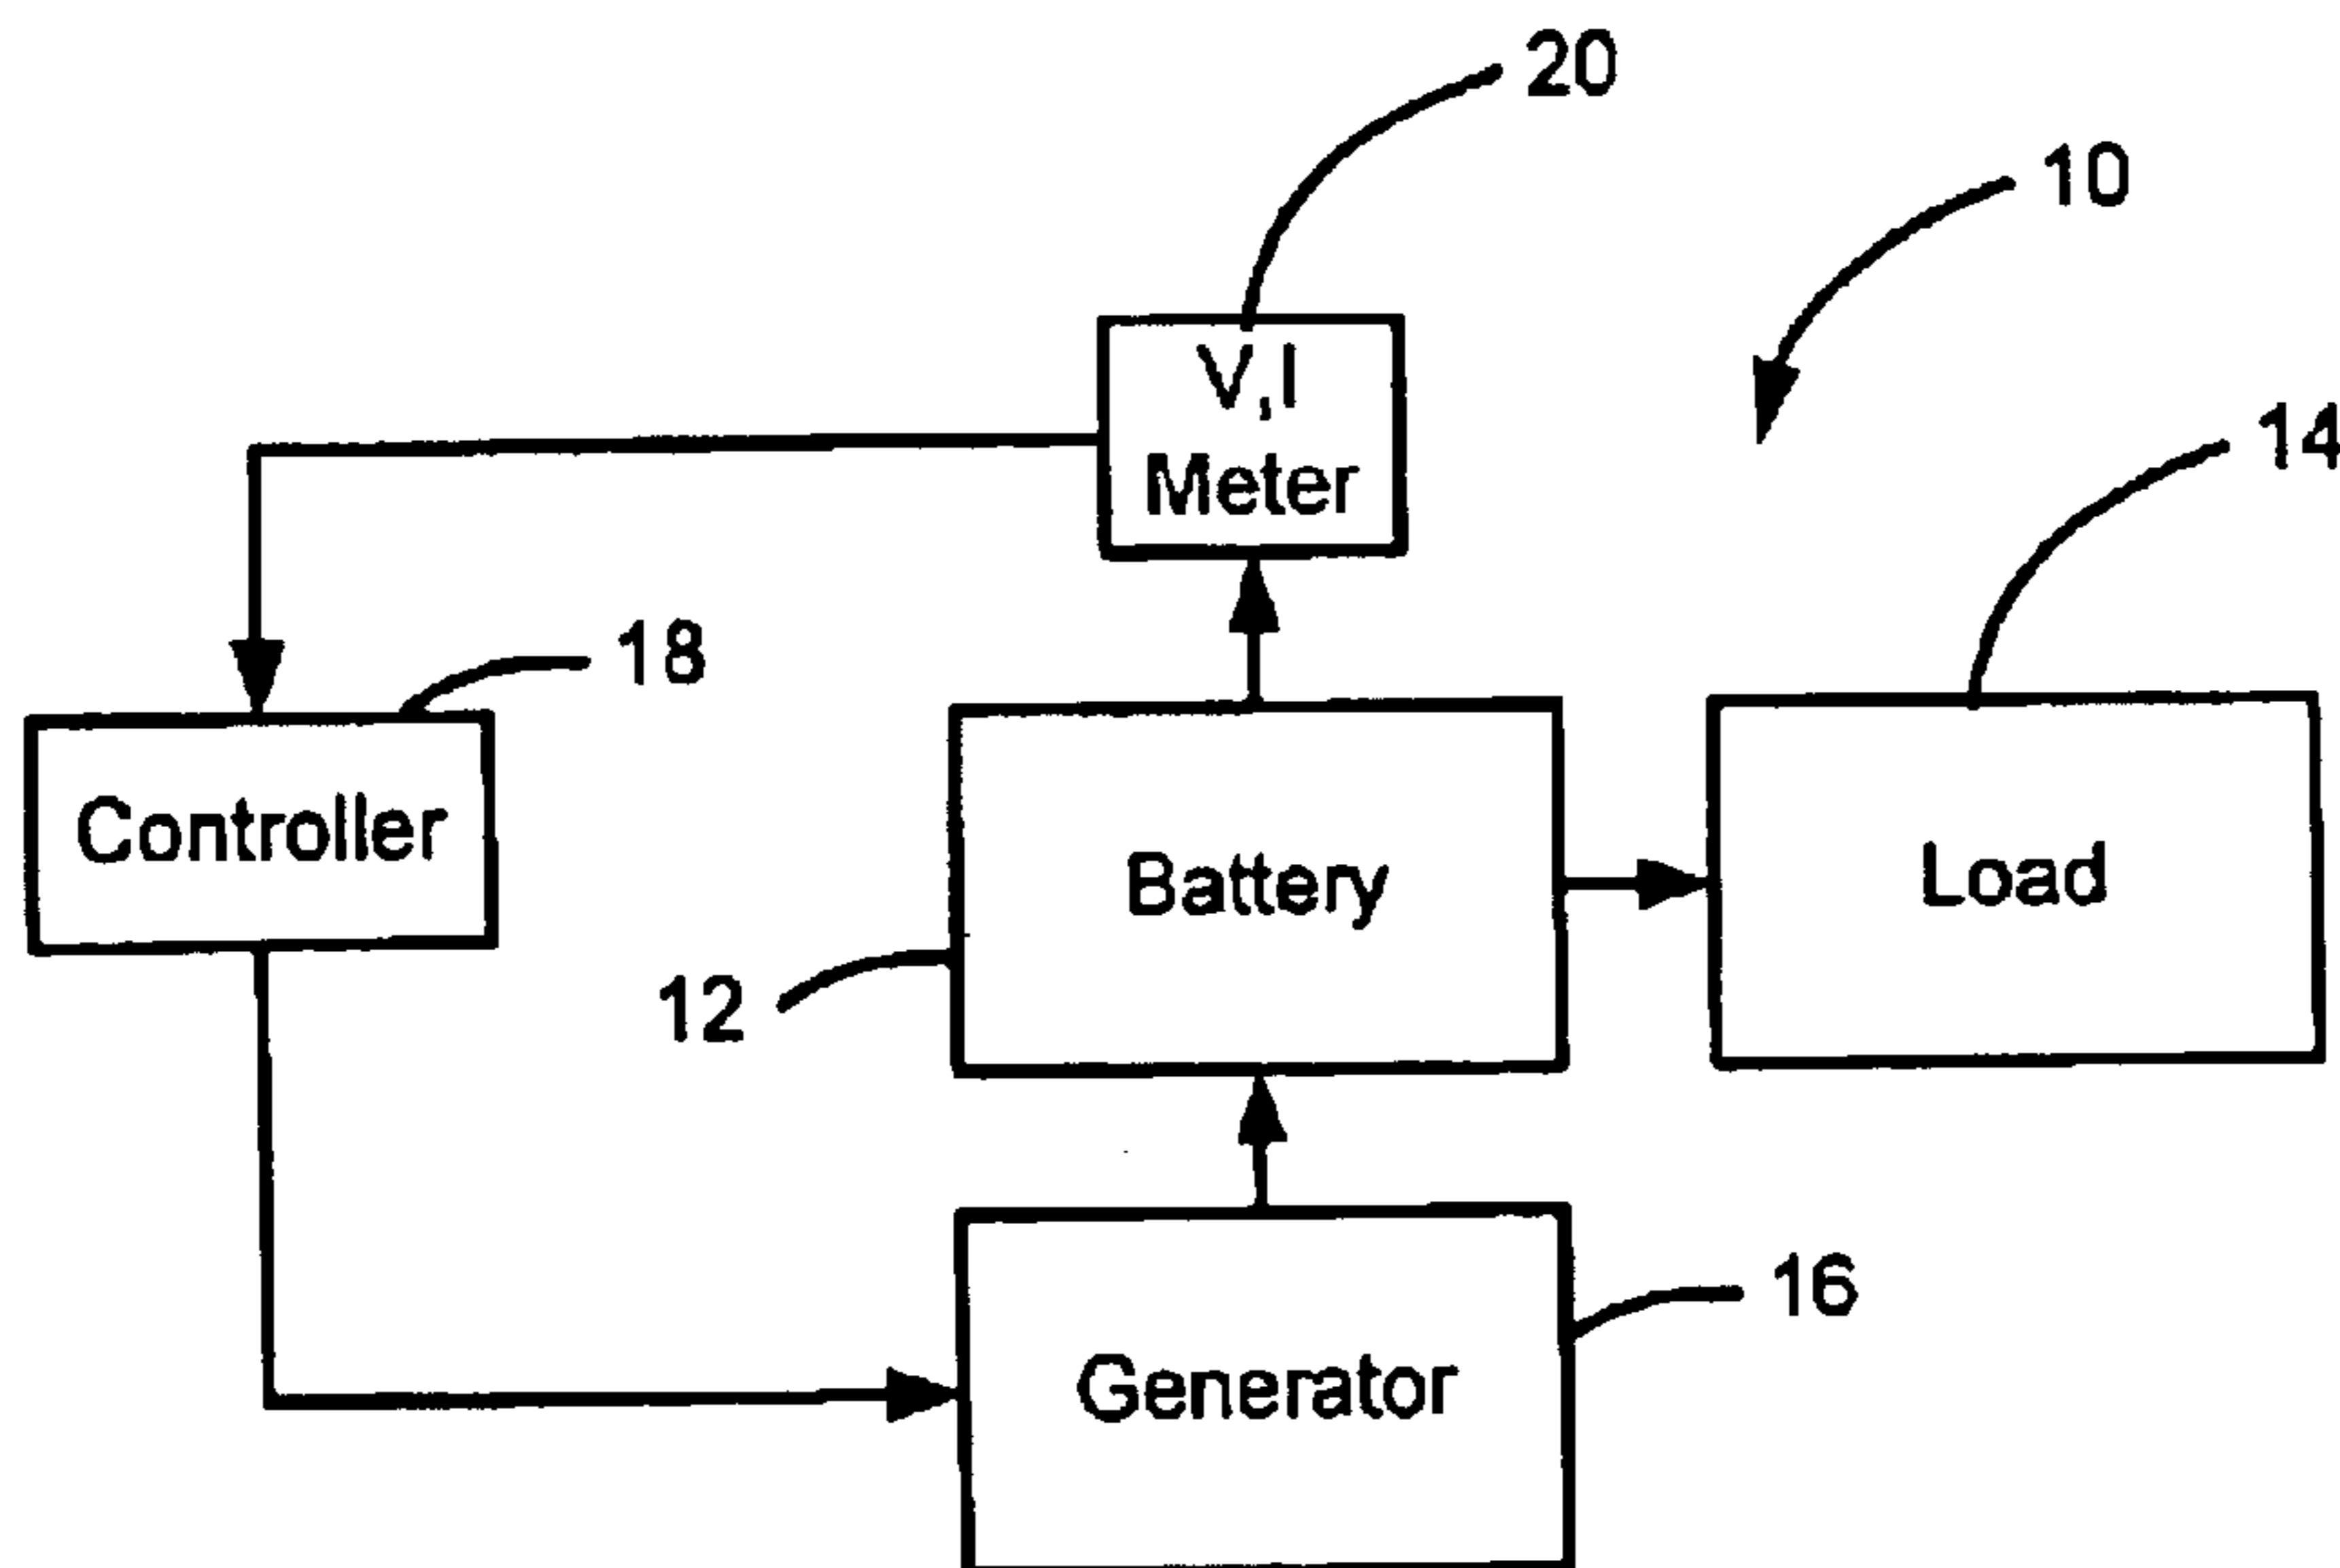 20
10
V,I
Meter
14
18
Controller
Battery
Load
12
16
Generator